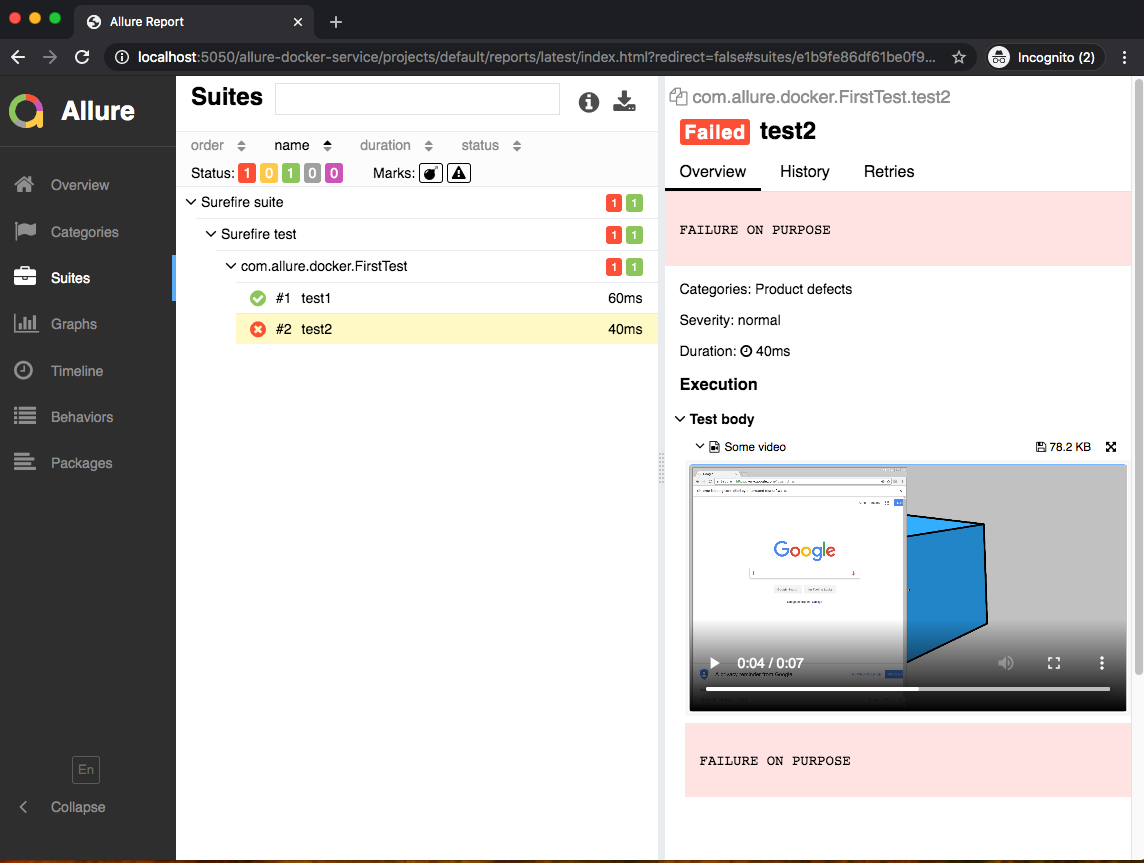 Allure Report
localhost:5050/allure-docker-service/projects/default/reports/latest/index.html?redirect=false#suites/e1b9fe86df61be0f9...
Incognito (2)
Allure
Overview
Categories
Suites
Graphs
Timeline
Behaviors
Packages
En
Collapse
Suites
order name duration status
Status: 1 0 1 0 0 Marks:
Surefire suite 1 1
Surefire test 1 1
com.allure.docker.FirstTest 1 1
#1 test1 60ms
#2 test2 40ms
com.allure.docker.FirstTest.test2
Failed test2
Overview History Retries
FAILURE ON PURPOSE
Categories: Product defects
Severity: normal
Duration: 40ms
Execution
Test body
Some video 78.2 KB
Google
A privacy reminder from Google
0:04 / 0:07
FAILURE ON PURPOSE